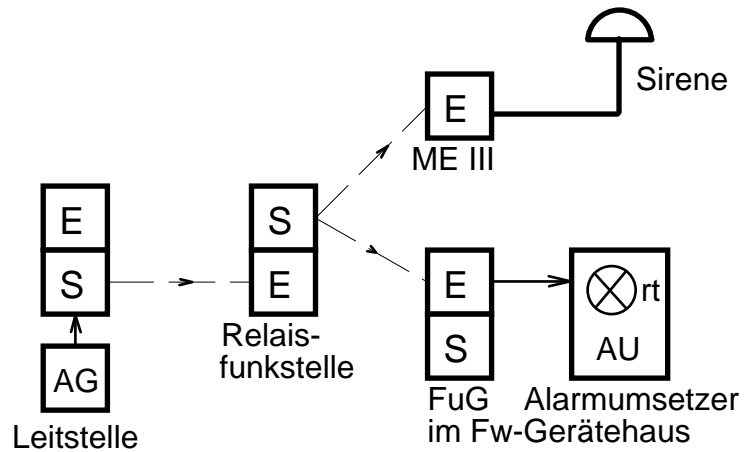 Sirene
E
ME III
E
S
AG
Leitstelle
S
E
Relais-
funkstelle
E
S
FuG
rt
AU
Alarmumsetzer
im Fw-Gerätehaus